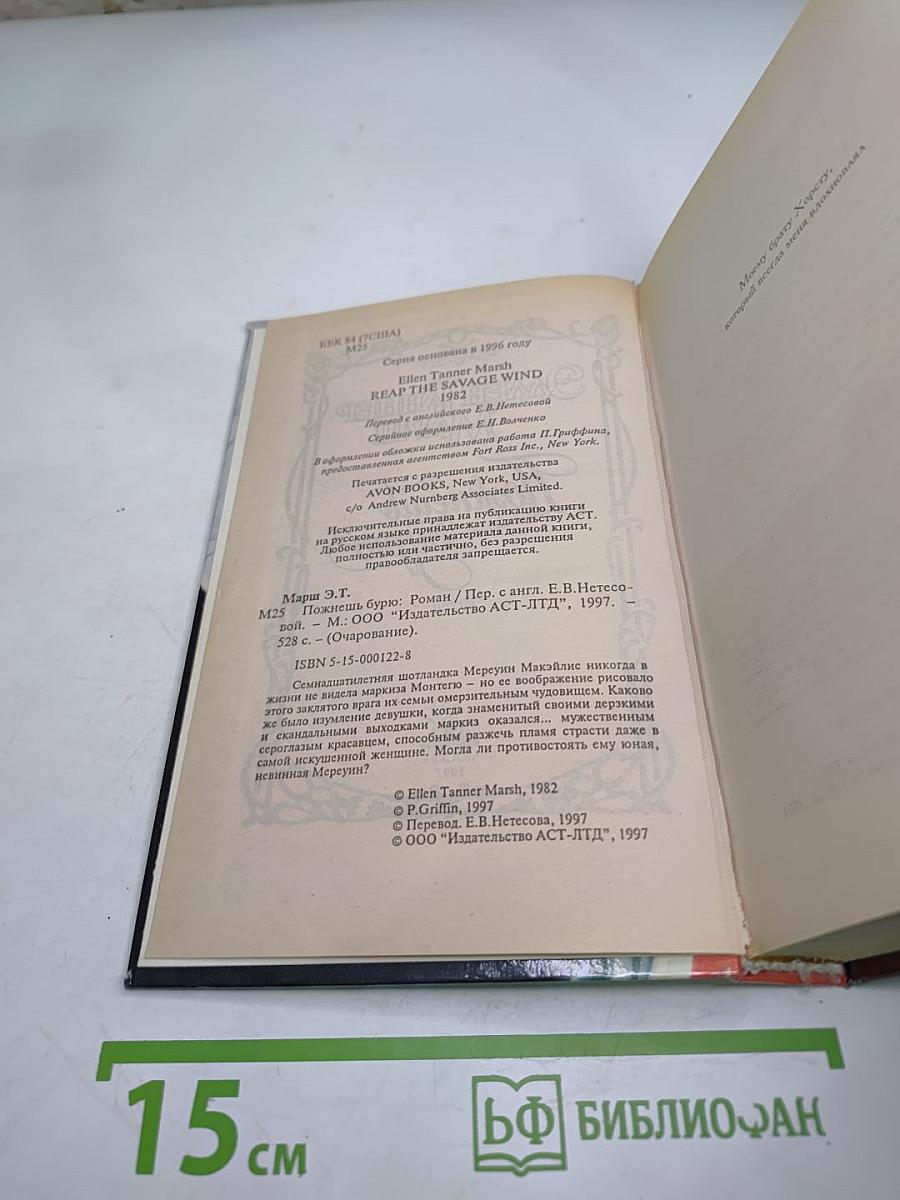 ББК 84 (7США)
М25
Серия основана в 1996 году
Ellen Tanner Marsh
REAP THE SAVAGE WIND
1982
Перевод с английского Е.В.Нетесовой
Серийное оформление Е.Н.Волченко
В оформлении обложки использована работа П.Гриффина,
предоставленная агентством Fort Ross Inc., New York.
Печатается с разрешения издательства
AVON BOOKS, New York, USA,
c/o Andrew Nurnberg Associates Limited.
Исключительные права на публикацию книги
на русском языке принадлежат издательству АСТ.
Любое использование материала данной книги,
полностью или частично, без разрешения
правообладателя запрещается.
Марш Э.Т.
М25 Пожнешь бурю: Роман / Пер. с англ. Е.В.Нетесо-
вой. – М.: ООО "Издательство АСТ-ЛТД", 1997. –
528 с. – (Очарование).
ISBN 5-15-000122-8
Семнадцатилетняя шотландка Мереуин Макэйлис никогда в
жизни не видела маркиза Монтегю – но ее воображение рисовало
этого заклятого врага их семьи омерзительным чудовищем. Каково
же было изумление девушки, когда знаменитый своими дерзкими
и скандальными выходками маркиз оказался... мужественным
сероглазым красавцем, способным разжечь пламя страсти даже в
самой искушенной женщине. Могла ли противостоять ему юная,
невинная Мереуин?
© Ellen Tanner Marsh, 1982
© P.Griffin, 1997
© Перевод. Е.В.Нетесова, 1997
© ООО "Издательство АСТ-ЛТД", 1997
Моему брату Хорсту,
который всегда меня вдохновлял
15 см
БФ БИБЛИОФАН